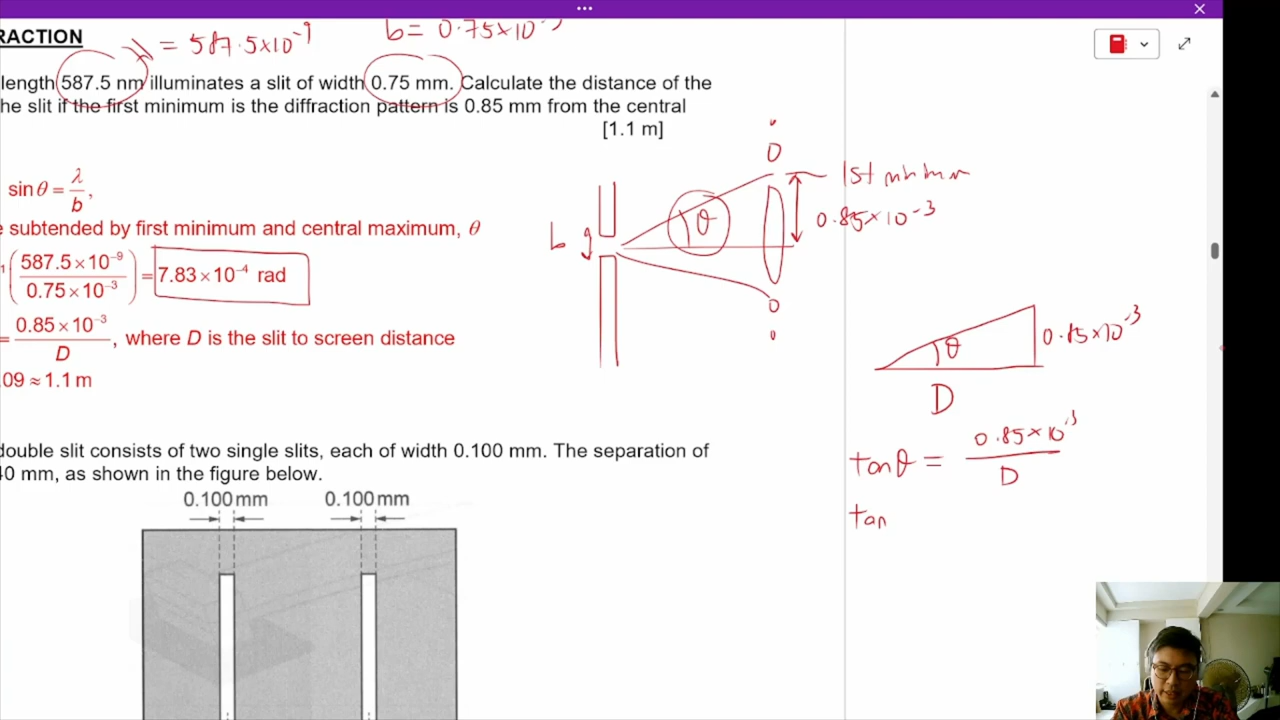 RACTION
λ = 587.5×10⁻⁹
b = 0.75×10⁻³
length 587.5 nm illuminates a slit of width 0.75 mm. Calculate the distance of the
he slit if the first minimum is the diffraction pattern is 0.85 mm from the central
[1.1 m]
sinθ = λ/b,
e subtended by first minimum and central maximum, θ
¹(587.5×10⁻⁹/0.75×10⁻³) = 7.83×10⁻⁴ rad
= 0.85×10⁻³/D, where D is the slit to screen distance
09 ≈ 1.1 m
b
θ
1st minimum
0.85×10⁻³
θ
0.85×10⁻³
D
tanθ = 0.85×10⁻³/D
tan
double slit consists of two single slits, each of width 0.100 mm. The separation of
40 mm, as shown in the figure below.
0.100 mm 0.100 mm